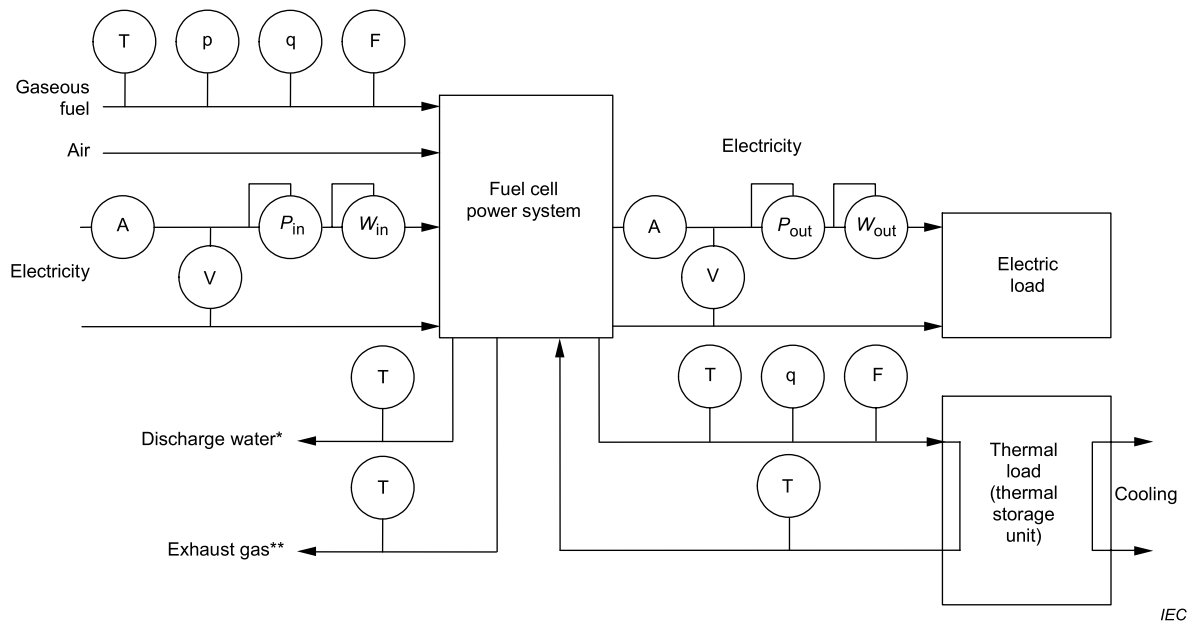 T p q F
Gaseous
fuel
Air
Electricity
Fuel cell
power system
A Pin Win
A Pout Wout
Electricity
V
V
Electric
load
T
T q F
Discharge water*
Thermal
load
(thermal
storage
unit)
T
T
Cooling
Exhaust gas**
IEC